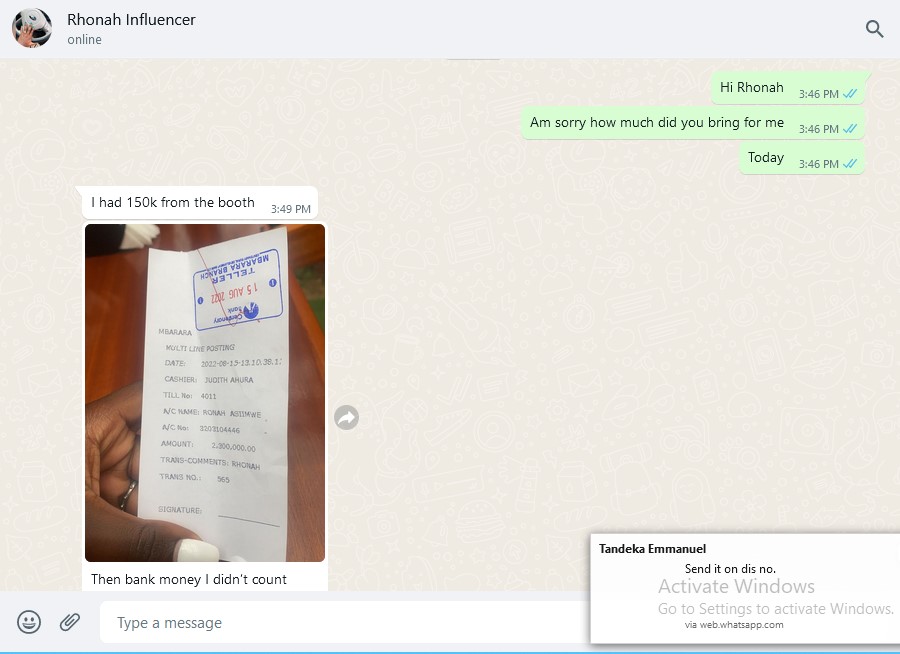 Rhonah Influencer
online
Hi Rhonah 3:46 PM
Am sorry how much did you bring for me 3:46 PM
Today 3:46 PM
I had 150k from the booth 3:49 PM
MBARARA BRANCH
TELLER
15 AUG 2022
Centenary
Bank
MBARARA
MULTI LINE POSTING
DATE: 2022-08-15-13.10.38.1
CASHIER: JUDITH AHURA
TILL No: 4011
A/C NAME: RONAH ASIIMWE
A/C No: 3203104446
AMOUNT: 2,300,000.00
TRANS-COMMENTS: RHONAH
TRANS NO.: 565
SIGNATURE:
Then bank money I didn't count
Type a message
Tandeka Emmanuel
Send it on dis no.
Activate Windows
Go to Settings to activate Windows.
via web.whatsapp.com